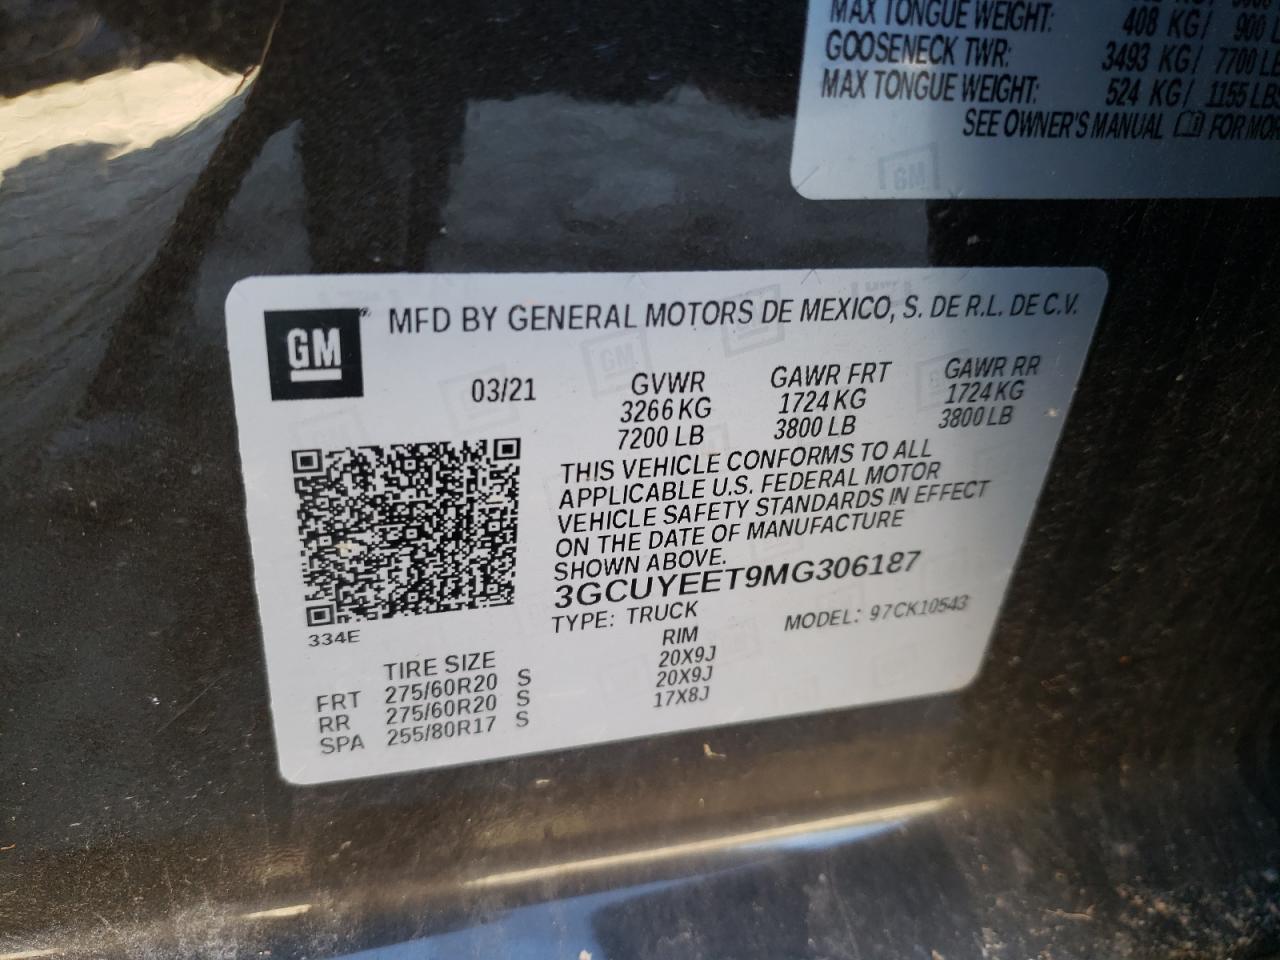 MAX TONGUE WEIGHT: 408 KG/ 900
GOOSENECK TWR: 3493 KG/ 7700 LB
MAX TONGUE WEIGHT: 524 KG/ 1155 LBS
SEE OWNER'S MANUAL FOR MOR
GM
GM MFD BY GENERAL MOTORS DE MEXICO, S. DE R.L. DE C.V.
03/21 GVWR GAWR FRT GAWR RR
3266 KG 1724 KG 1724 KG
7200 LB 3800 LB 3800 LB
THIS VEHICLE CONFORMS TO ALL
APPLICABLE U.S. FEDERAL MOTOR
VEHICLE SAFETY STANDARDS IN EFFECT
ON THE DATE OF MANUFACTURE
SHOWN ABOVE.
3GCUYEET9MG306187
TYPE: TRUCK MODEL: 97CK10543
334E
TIRE SIZE RIM
FRT 275/60R20 S 20X9J
RR 275/60R20 S 20X9J
SPA 255/80R17 S 17X8J